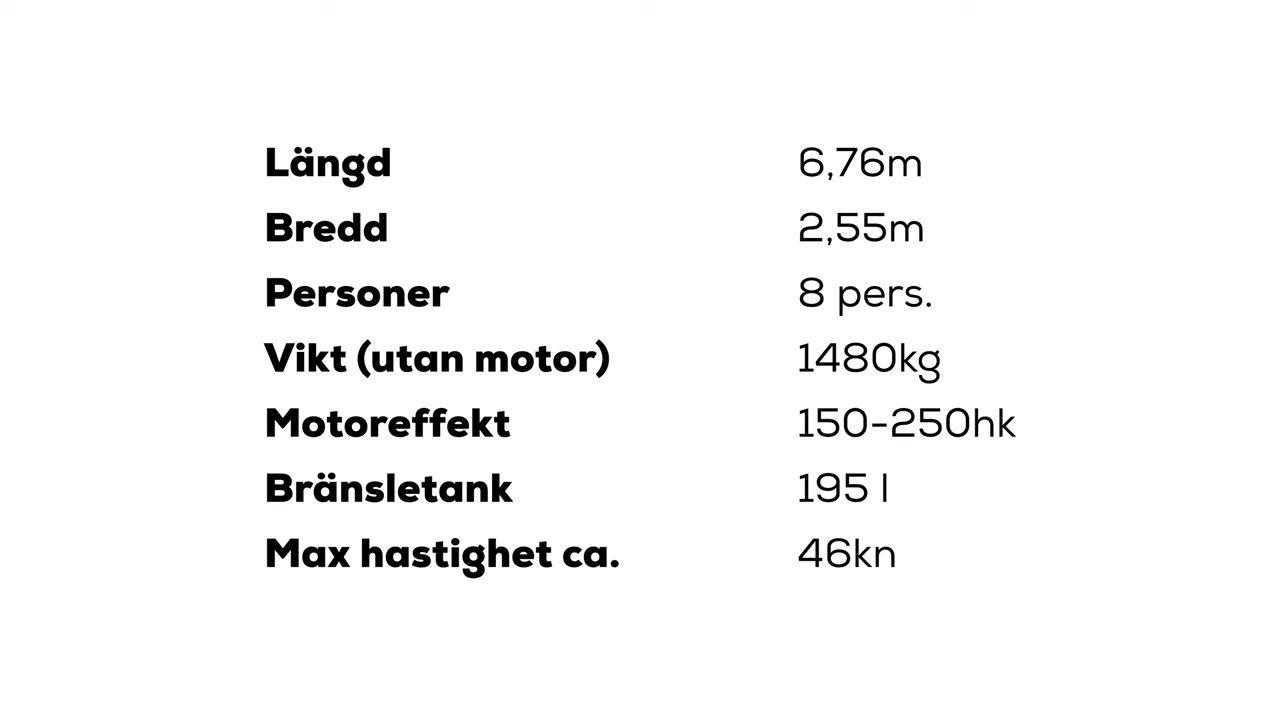 Längd 6,76m
Bredd 2,55m
Personer 8 pers.
Vikt (utan motor) 1480kg
Motoreffekt 150-250hk
Bränsletank 195 l
Max hastighet ca. 46kn